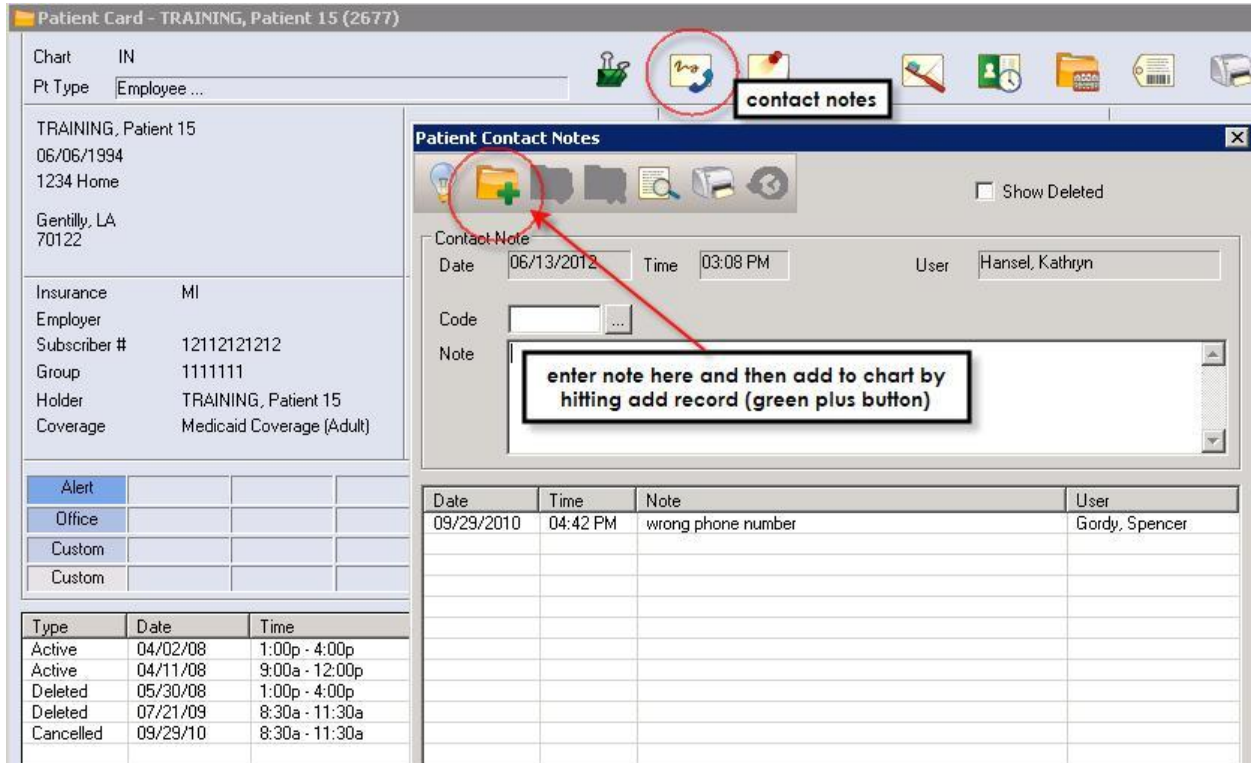 Patient Card - TRAINING, Patient 15 (2677)
Chart IN
Pt Type Employee ...
contact notes
TRAINING, Patient 15
06/06/1994
1234 Home
Gentilly, LA
70122
Insurance MI
Employer
Subscriber # 12112121212
Group 1111111
Holder TRAINING, Patient 15
Coverage Medicaid Coverage (Adult)
Alert
Office
Custom
Custom
Type Date Time
Active 04/02/08 1:00p - 4:00p
Active 04/11/08 9:00a - 12:00p
Deleted 05/30/08 1:00p - 4:00p
Deleted 07/21/09 8:30a - 11:30a
Cancelled 09/29/10 8:30a - 11:30a
Patient Contact Notes
Show Deleted
Contact Note
Date 06/13/2012 Time 03:08 PM User Hansel, Kathryn
Code ...
Note
enter note here and then add to chart by
hitting add record (green plus button)
Date Time Note User
09/29/2010 04:42 PM wrong phone number Gordy, Spencer